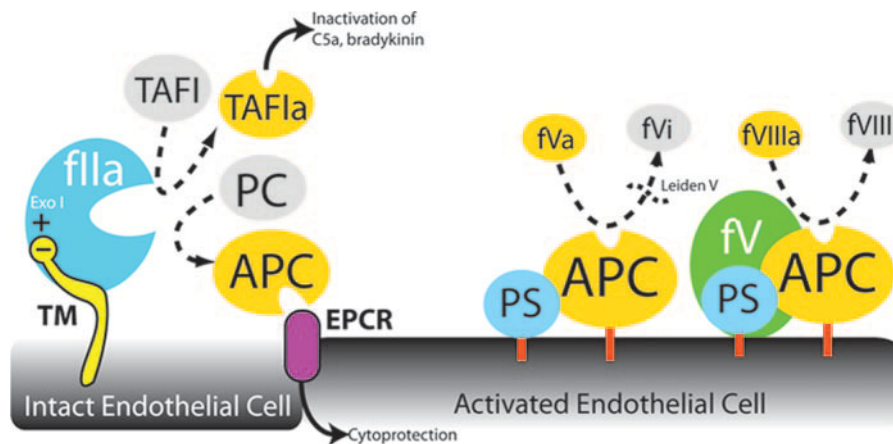 Inactivation of
C5a, bradykinin
TAFI
TAFIa
fIIa
Exo I
+
−
PC
APC
TM
EPCR
Intact Endothelial Cell
Cytoprotection
fVa
fVi
Leiden V
PS
APC
fVIIIa
fVIII
fV
PS
APC
Activated Endothelial Cell